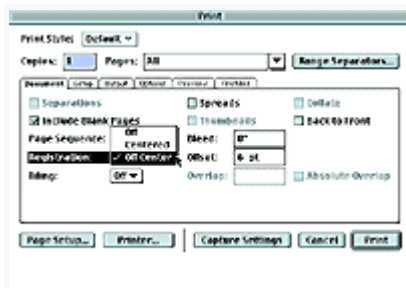 Print
Print Style: Default
Copies: 1 Pages: All Range Separators...
Document Setup Output Options Preview Profiles
Separations Spreads Collate
Include Blank Pages Thumbnails Back to Front
Page Sequence: Off Bleed: 0"
Centered
Registration: ✓ Off Center Offset: 6 pt
Tiling: Off Overlap: Absolute Overlap
Page Setup... Printer... Capture Settings Cancel Print